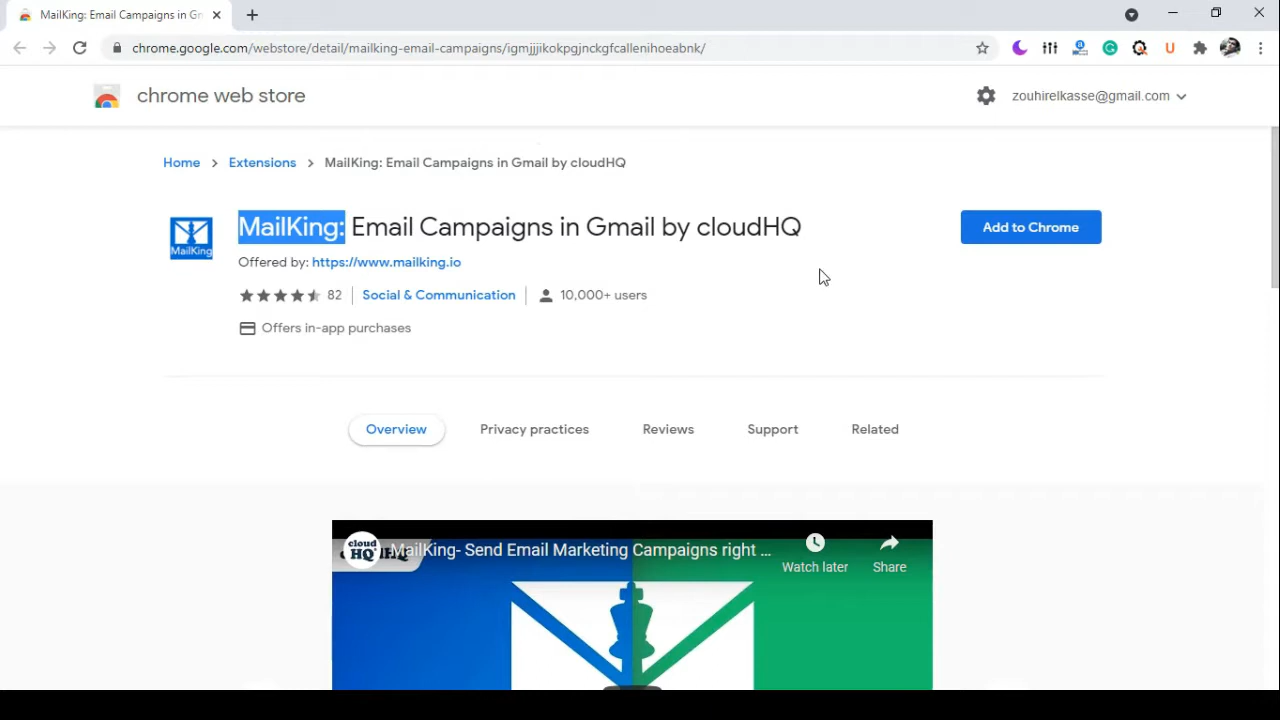 MailKing: Email Campaigns in Gm
chrome.google.com/webstore/detail/mailking-email-campaigns/igmjjjikokpgjnckgfcallenihoeabnk/
chrome web store
zouhirelkasse@gmail.com
Home > Extensions > MailKing: Email Campaigns in Gmail by cloudHQ
MailKing
MailKing: Email Campaigns in Gmail by cloudHQ
Add to Chrome
Offered by: https://www.mailking.io
82 Social & Communication 10,000+ users
Offers in-app purchases
Overview Privacy practices Reviews Support Related
cloud
HQ
MailKing- Send Email Marketing Campaigns right ...
Watch later
Share